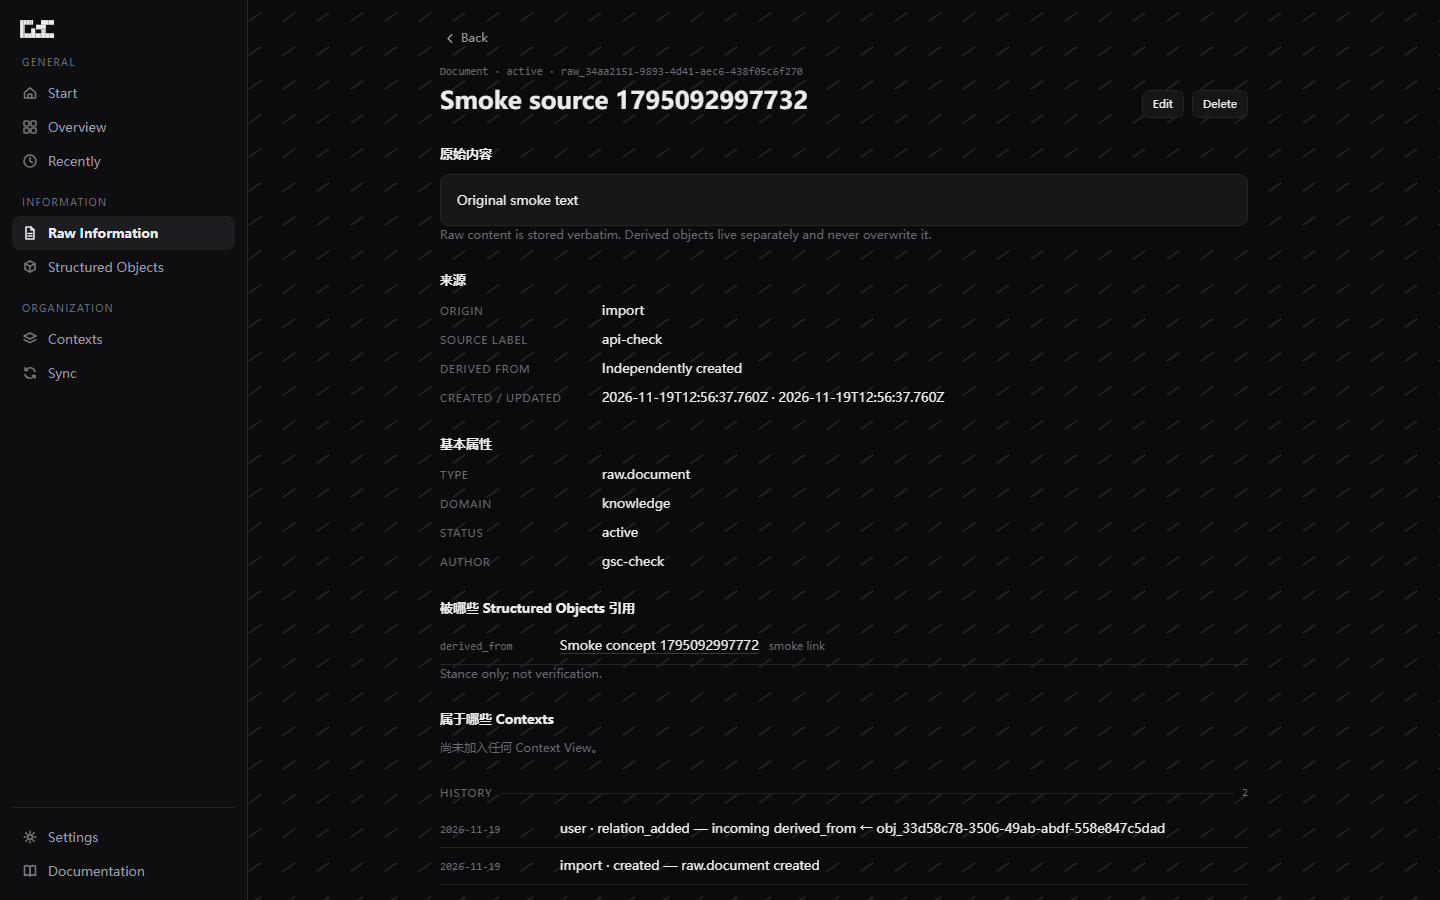 GSC
GENERAL
Start
Overview
Recently
INFORMATION
Raw Information
Structured Objects
ORGANIZATION
Contexts
Sync
Settings
Documentation
Back
Document · active · raw_34aa2151-9893-4d41-aec6-438f05c6f270
Smoke source 1795092997732
Edit
Delete
原始内容
Original smoke text
Raw content is stored verbatim. Derived objects live separately and never overwrite it.
来源
ORIGIN import
SOURCE LABEL api-check
DERIVED FROM Independently created
CREATED / UPDATED 2026-11-19T12:56:37.760Z · 2026-11-19T12:56:37.760Z
基本属性
TYPE raw.document
DOMAIN knowledge
STATUS active
AUTHOR gsc-check
被哪些 Structured Objects 引用
derived_from Smoke concept 1795092997772 smoke link
Stance only; not verification.
属于哪些 Contexts
尚未加入任何 Context View。
HISTORY 2
2026-11-19 user · relation_added — incoming derived_from ← obj_33d58c78-3506-49ab-abdf-558e847c5dad
2026-11-19 import · created — raw.document created